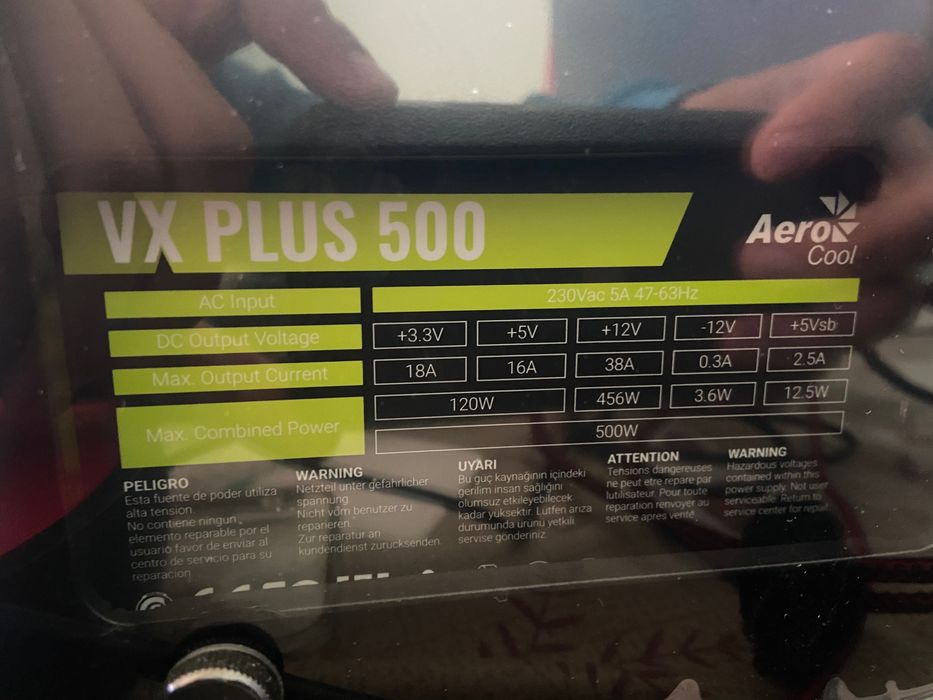 VX PLUS 500
Aero
Cool
AC Input 230Vac 5A 47-63Hz
DC Output Voltage +3.3V +5V +12V -12V +5Vsb
Max. Output Current 18A 16A 38A 0.3A 2.5A
Max. Combined Power 120W 456W 3.6W 12.5W
500W
PELIGRO
Esta fuente de poder utiliza
alta tension.
No contiene ningun
elemento reparable por el
usuario favor de enviar al
centro de servicio para su
reparacion
WARNING
Netzteil unter gefahrlicher
spannung.
Nicht vom benutzer zu
reparieren.
Zur reparatur an
kundendienst zurucksenden.
UYARI
Bu guç kaynağının içindeki
gerilim insan sağlığını
olumsuz etkileyebilecek
kadar yüksektir. Lütfen arıza
durumunda ürünü yetkili
servise gönderiniz.
ATTENTION
Tensions dangereuses
ne peut etre repare par
lutilisateur. Pour toute
reparation renvoyer au
service apres vente.
WARNING
Hazardous voltages
contained within this
power supply. Not user
serviceable. Return to
service center for repair.